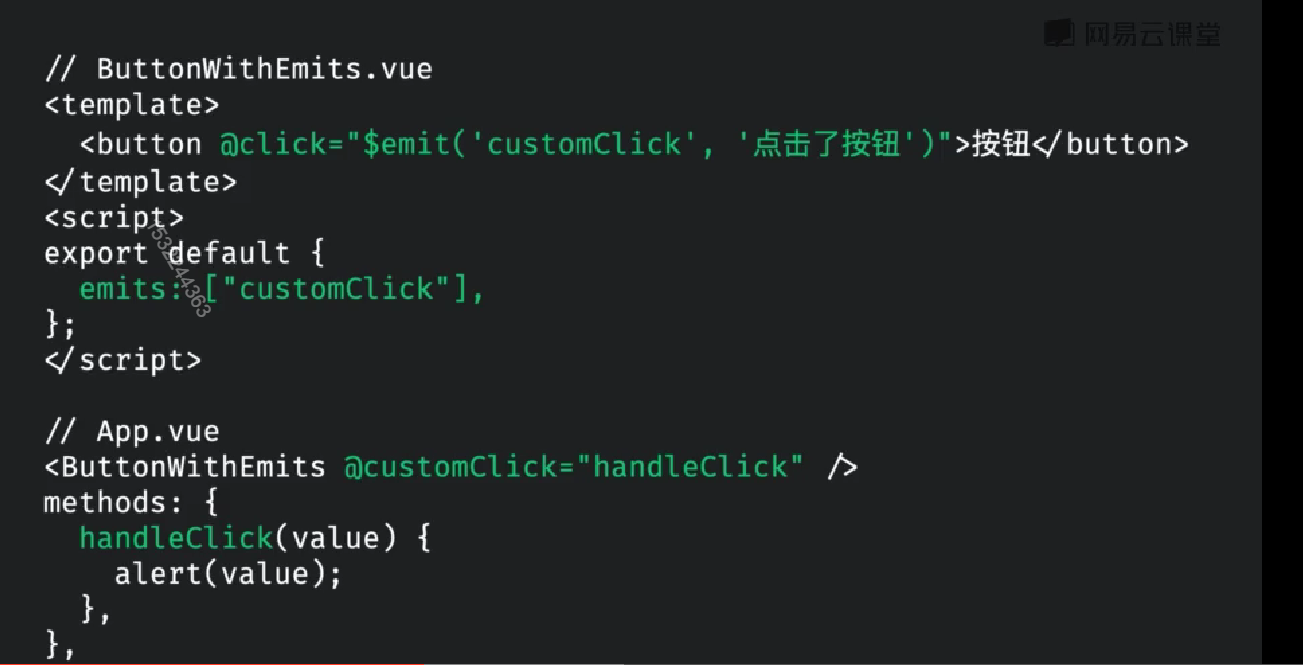 网易云课堂
// ButtonWithEmits.vue
<template>
  <button @click="$emit('customClick', '点击了按钮')">按钮</button>
</template>
<script>
export default {
  emits: ["customClick"],
};
</script>
1532244363
// App.vue
<ButtonWithEmits @customClick="handleClick" />
methods: {
  handleClick(value) {
    alert(value);
  },
},